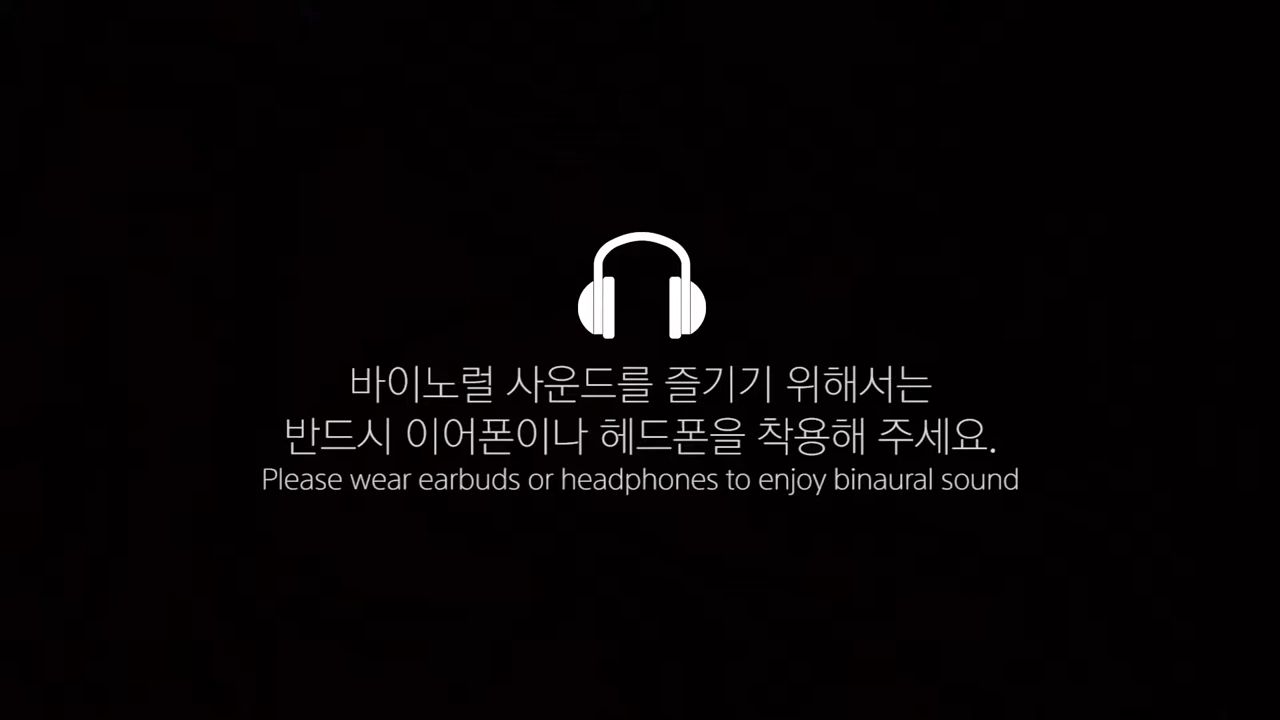 바이노럴 사운드를 즐기기 위해서는
반드시 이어폰이나 헤드폰을 착용해 주세요.
Please wear earbuds or headphones to enjoy binaural sound